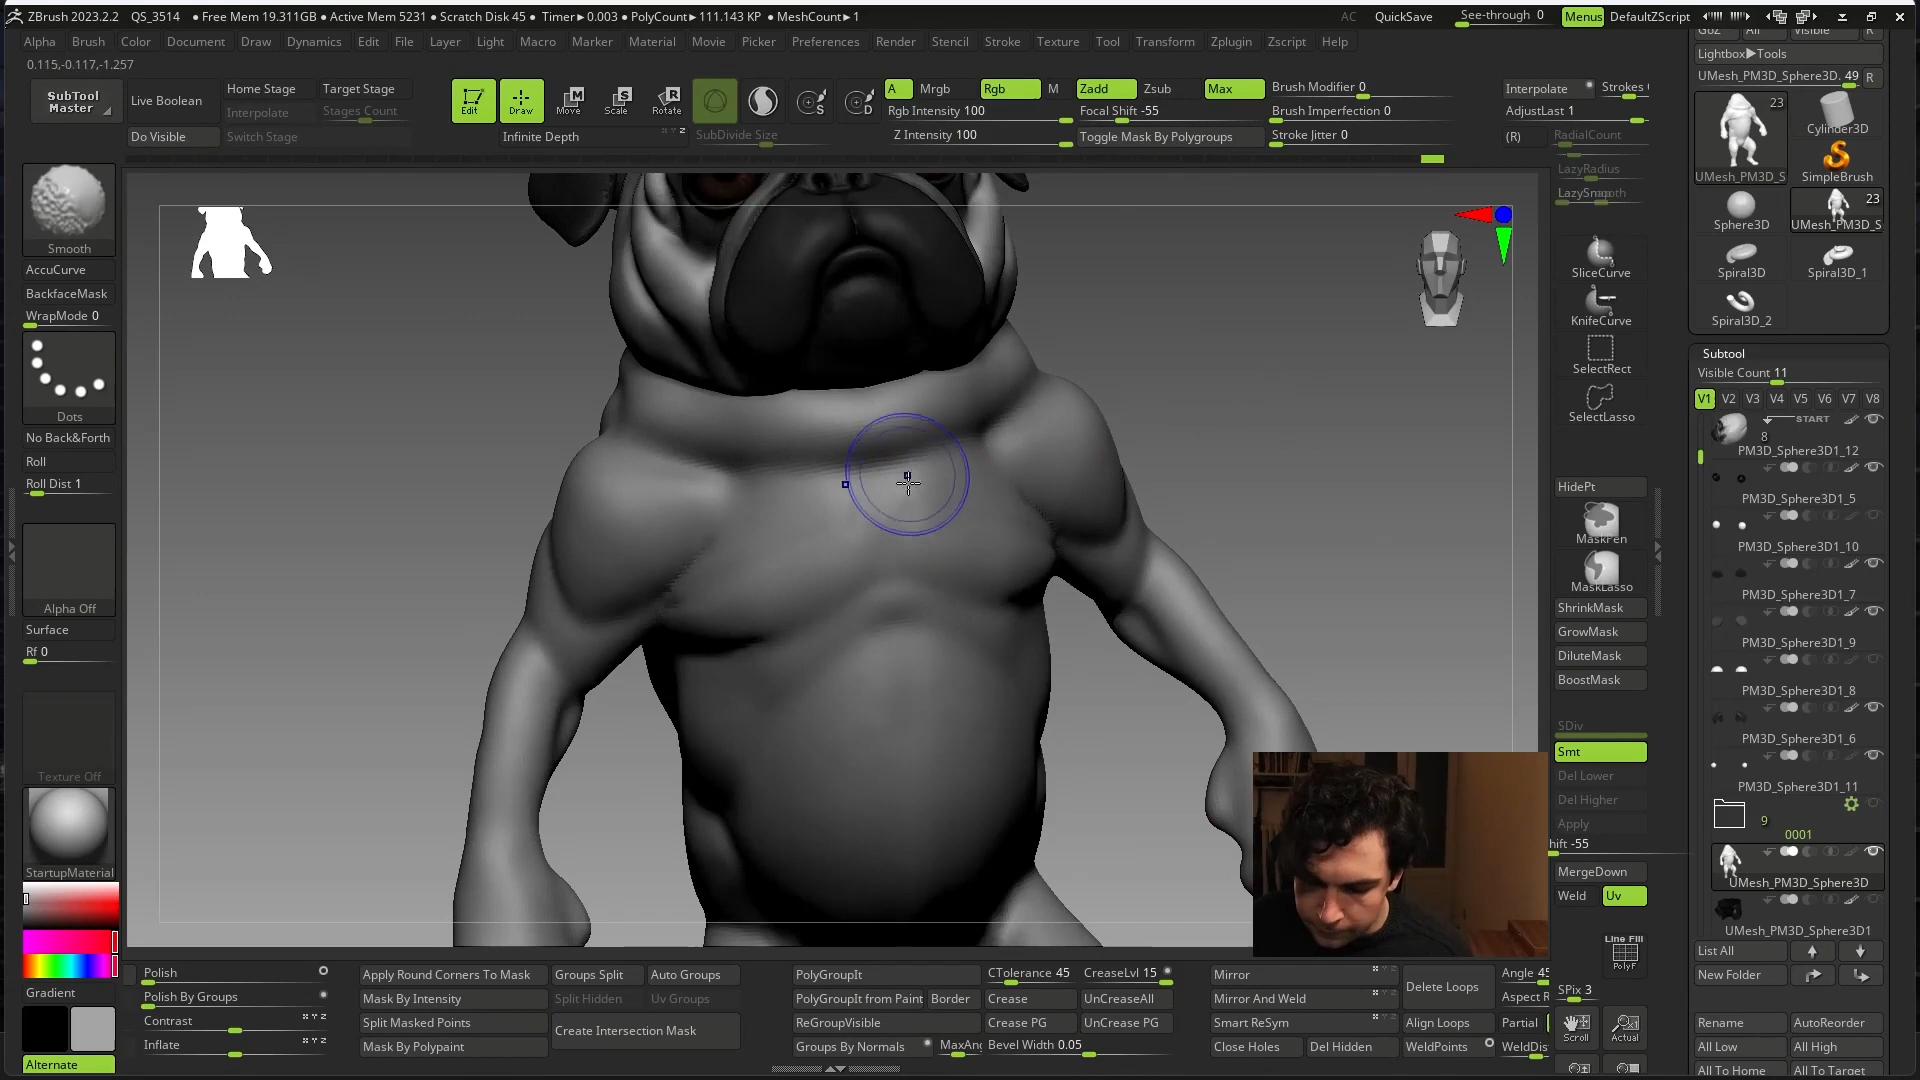 ZBrush 2023.2.2 QS_3514 ● Free Mem 19.311GB ● Active Mem 5231 ● Scratch Disk 45 ● Timer▶0.003 ● PolyCount▶111.143 KP ● MeshCount▶1 AC QuickSave See-through 0 Menus DefaultZScript
Alpha Brush Color Document Draw Dynamics Edit File Layer Light Macro Marker Material Movie Picker Preferences Render Stencil Stroke Texture Tool Transform Zplugin Zscript Help
0.115,-0.117,-1.257
SubTool Master
Live Boolean
Do Visible
Home Stage Target Stage
Interpolate Stages Count
Switch Stage
Edit Draw Move Scale Rotate
Infinite Depth
SubDivide Size
A Mrgb Rgb M Zadd Zsub Max Brush Modifier 0
Rgb Intensity 100 Focal Shift -55 Brush Imperfection 0
Z Intensity 100 Toggle Mask By Polygroups Stroke Jitter 0
Interpolate Strokes
AdjustLast 1
(R) RadialCount
LazyRadius
LazySnap
Smooth
AccuCurve
BackfaceMask
WrapMode 0
Dots
No Back&Forth
Roll
Roll Dist 1
Alpha Off
Surface
Rf 0
Texture Off
StartupMaterial
Gradient
Alternate
SliceCurve
KnifeCurve
SelectRect
SelectLasso
HidePt
MaskPen
MaskLasso
ShrinkMask
GrowMask
DiluteMask
BoostMask
SDiv
Smt
Del Lower
Del Higher
Apply
hift -55
MergeDown
Weld Uv
Line Fill
PolyF
SPix 3
Scroll Actual
GoZ All Visible R
Lightbox▶Tools
UMesh_PM3D_Sphere3D. 49 R
23
UMesh_PM3D_S
Cylinder3D
SimpleBrush
Sphere3D
23
UMesh_PM3D_S
Spiral3D Spiral3D_1
Spiral3D_2
Subtool
Visible Count 11
V1 V2 V3 V4 V5 V6 V7 V8
START
8
PM3D_Sphere3D1_12
PM3D_Sphere3D1_5
PM3D_Sphere3D1_10
PM3D_Sphere3D1_7
PM3D_Sphere3D1_9
PM3D_Sphere3D1_8
PM3D_Sphere3D1_6
PM3D_Sphere3D1_11
9
0001
UMesh_PM3D_Sphere3D
UMesh_PM3D_Sphere3D1
List All
New Folder
Rename AutoReorder
All Low All High
All To Home All To Target
Polish
Polish By Groups
Contrast
Inflate
Apply Round Corners To Mask Groups Split Auto Groups
Mask By Intensity Split Hidden Uv Groups
Split Masked Points Create Intersection Mask
Mask By Polypaint
PolyGroupIt CTolerance 45 CreaseLvl 15
PolyGroupIt from Paint Border Crease UnCreaseAll
ReGroupVisible Crease PG UnCrease PG
Groups By Normals MaxAng Bevel Width 0.05
Mirror Delete Loops Angle 45
Mirror And Weld Aspect R
Smart ReSym Align Loops Partial
Close Holes Del Hidden WeldPoints WeldDis